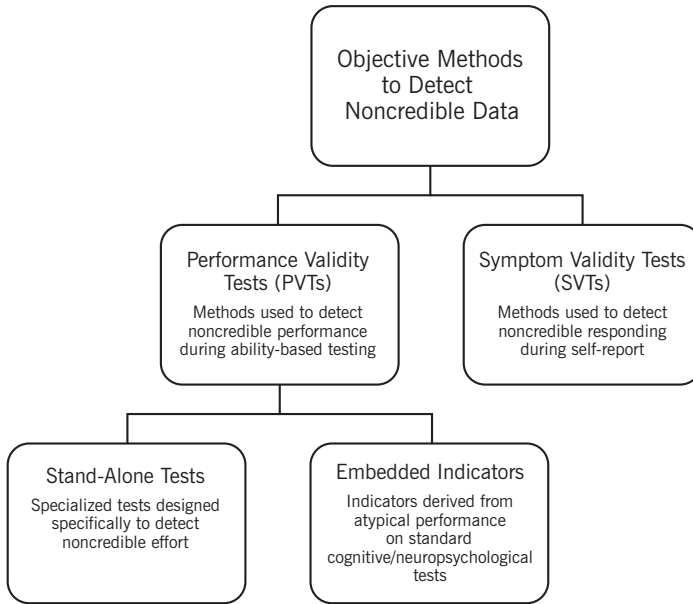 Objective Methods
to Detect
Noncredible Data
Performance Validity
Tests (PVTs)
Methods used to detect
noncredible performance
during ability-based testing
Symptom Validity Tests
(SVTs)
Methods used to detect
noncredible responding
during self-report
Stand-Alone Tests
Specialized tests designed
specifically to detect
noncredible effort
Embedded Indicators
Indicators derived from
atypical performance
on standard
cognitive/neuropsychological
tests